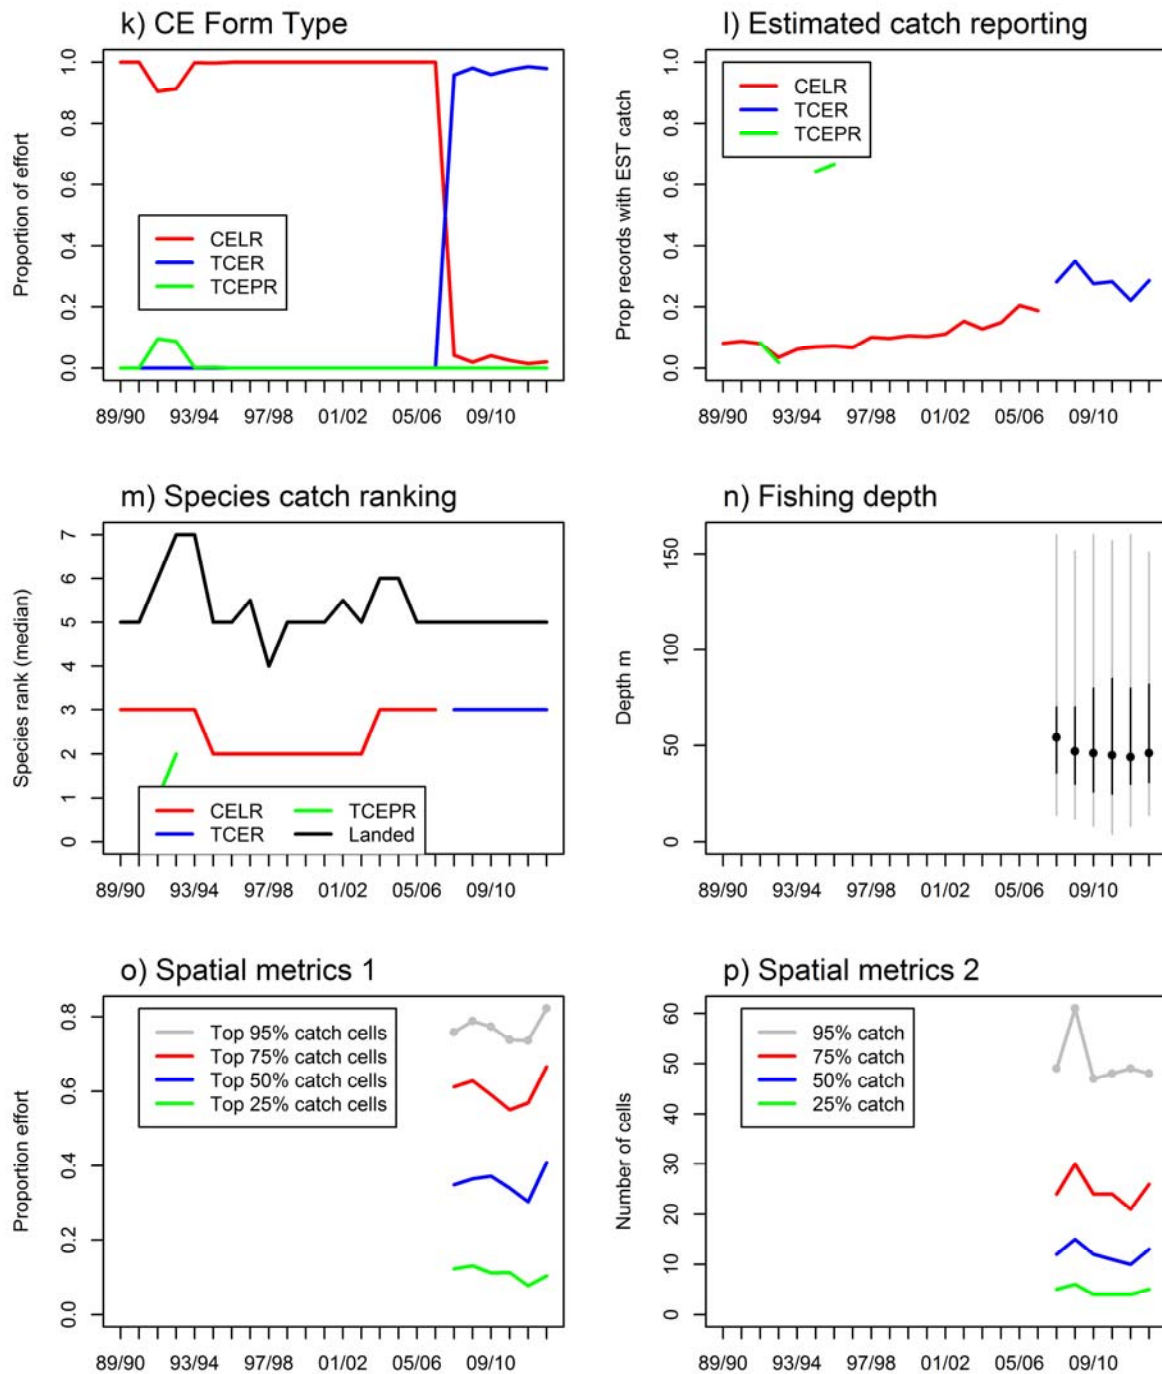 k) CE Form Type
Proportion of effort
1.0
0.8
0.6
0.4
0.2
0.0
CELR
TCER
TCEPR
89/90 93/94 97/98 01/02 05/06 09/10
l) Estimated catch reporting
Prop records with EST catch
1.0
0.8
0.6
0.4
0.2
0.0
CELR
TCER
TCEPR
89/90 93/94 97/98 01/02 05/06 09/10
m) Species catch ranking
Species rank (median)
7
6
5
4
3
2
1
0
CELR TCEPR
TCER Landed
89/90 93/94 97/98 01/02 05/06 09/10
n) Fishing depth
Depth m
150
100
50
0
89/90 93/94 97/98 01/02 05/06 09/10
o) Spatial metrics 1
Proportion effort
0.8
0.6
0.4
0.2
0.0
Top 95% catch cells
Top 75% catch cells
Top 50% catch cells
Top 25% catch cells
89/90 93/94 97/98 01/02 05/06 09/10
p) Spatial metrics 2
Number of cells
60
50
40
30
20
10
0
95% catch
75% catch
50% catch
25% catch
89/90 93/94 97/98 01/02 05/06 09/10